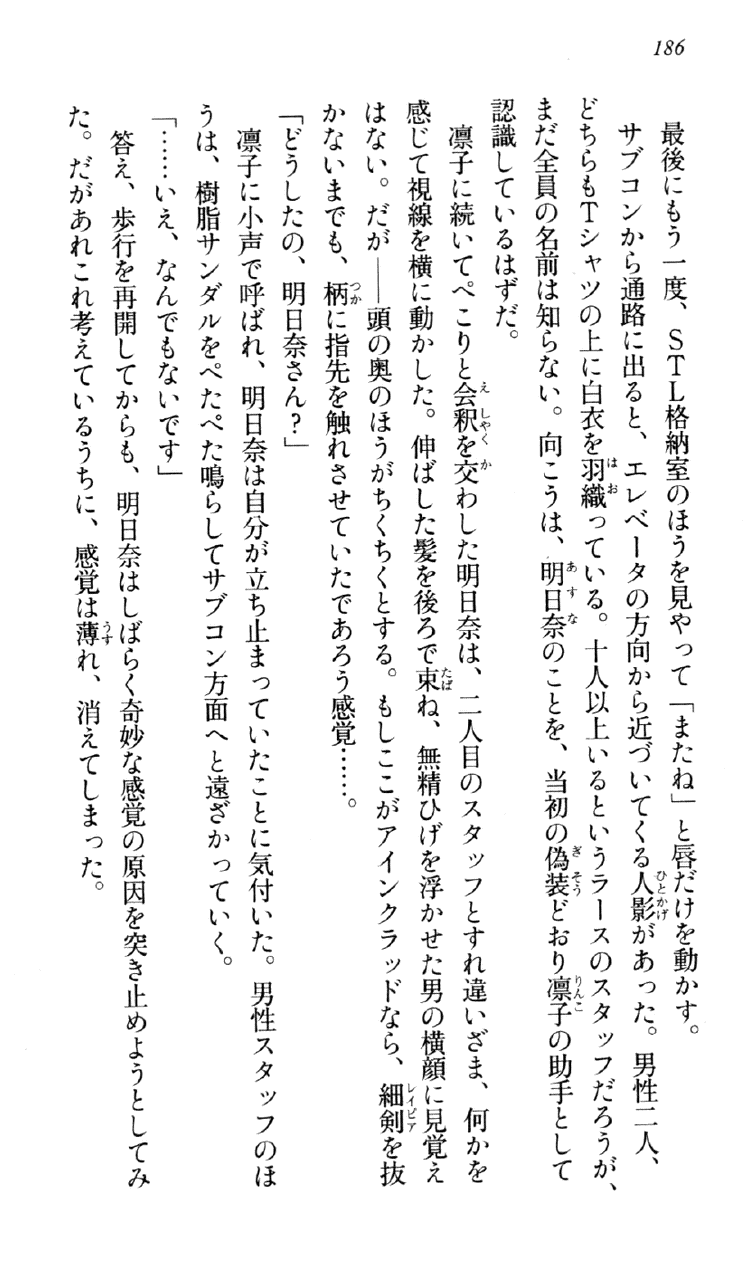 186
最後にもう一度、STL格納室のほうを見やって「またね」と唇だけを動かす。
サブコンから通路に出ると、エレベータの方向から近づいてくる人影があった。男性二人、
どちらもTシャツの上に白衣を羽織っている。十人以上いるというラースのスタッフだろうが、
まだ全員の名前は知らない。向こうは、明日奈のことを、当初の偽装どおり凛子の助手として
認識しているはずだ。
凛子に続いてぺこりと会釈を交わした明日奈は、二人目のスタッフとすれ違いざま、何かを
感じて視線を横に動かした。伸ばした髪を後ろで束ね、無精ひげを浮かせた男の横顔に見覚え
はない。だが――頭の奥のほうがちくちくとする。もしここがアインクラッドなら、細剣を抜
かないまでも、柄に指先を触れさせていたであろう感覚……。
「どうしたの、明日奈さん？」
凛子に小声で呼ばれ、明日奈は自分が立ち止まっていたことに気付いた。男性スタッフのほ
うは、樹脂サンダルをぺたぺた鳴らしてサブコン方面へと遠ざかっていく。
「……いえ、なんでもないです」
答え、歩行を再開してからも、明日奈はしばらく奇妙な感覚の原因を突き止めようとしてみ
た。だがあれこれ考えているうちに、感覚は薄れ、消えてしまった。